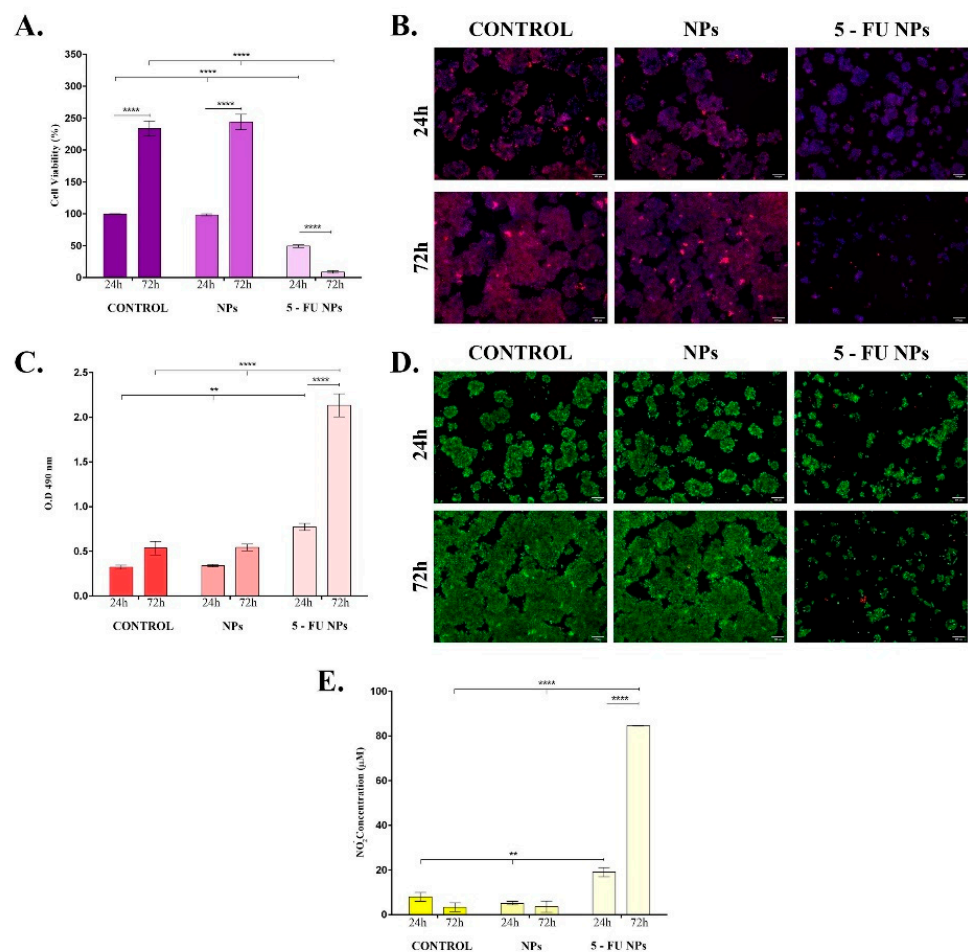 A.
****
****
****
****
****
350
300
250
200
150
100
50
0
Cell Viability (%)
24h 72h 24h 72h 24h 72h
CONTROL NPs 5 - FU NPs
B.
CONTROL NPs 5 - FU NPs
24h
72h
C.
****
**
****
2.5
2.0
1.5
1.0
0.5
0.0
O.D 490 nm
24h 72h 24h 72h 24h 72h
CONTROL NPs 5 - FU NPs
D.
CONTROL NPs 5 - FU NPs
24h
72h
E.
****
****
**
100
80
60
40
20
0
NO₂⁻Concentration (μM)
24h 72h 24h 72h 24h 72h
CONTROL NPs 5 - FU NPs